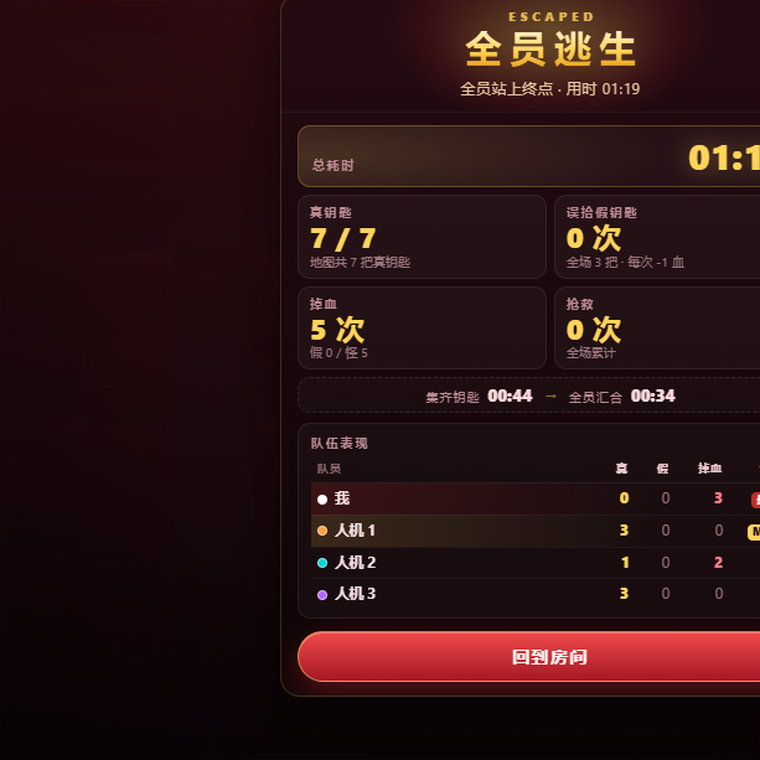 ESCAPED
全员逃生
全员站上终点 · 用时 01:19
总耗时 01:1
真钥匙 误拾假钥匙
7 / 7 0 次
地图共 7 把真钥匙 全场 3 把 · 每次 -1 血
掉血 抢救
5 次 0 次
假 0 / 怪 5 全场累计
集齐钥匙 00:44 → 全员汇合 00:34
队伍表现
队员 真 假 掉血
我 0 0 3
人机 1 3 0 0
人机 2 1 0 2
人机 3 3 0 0
回到房间